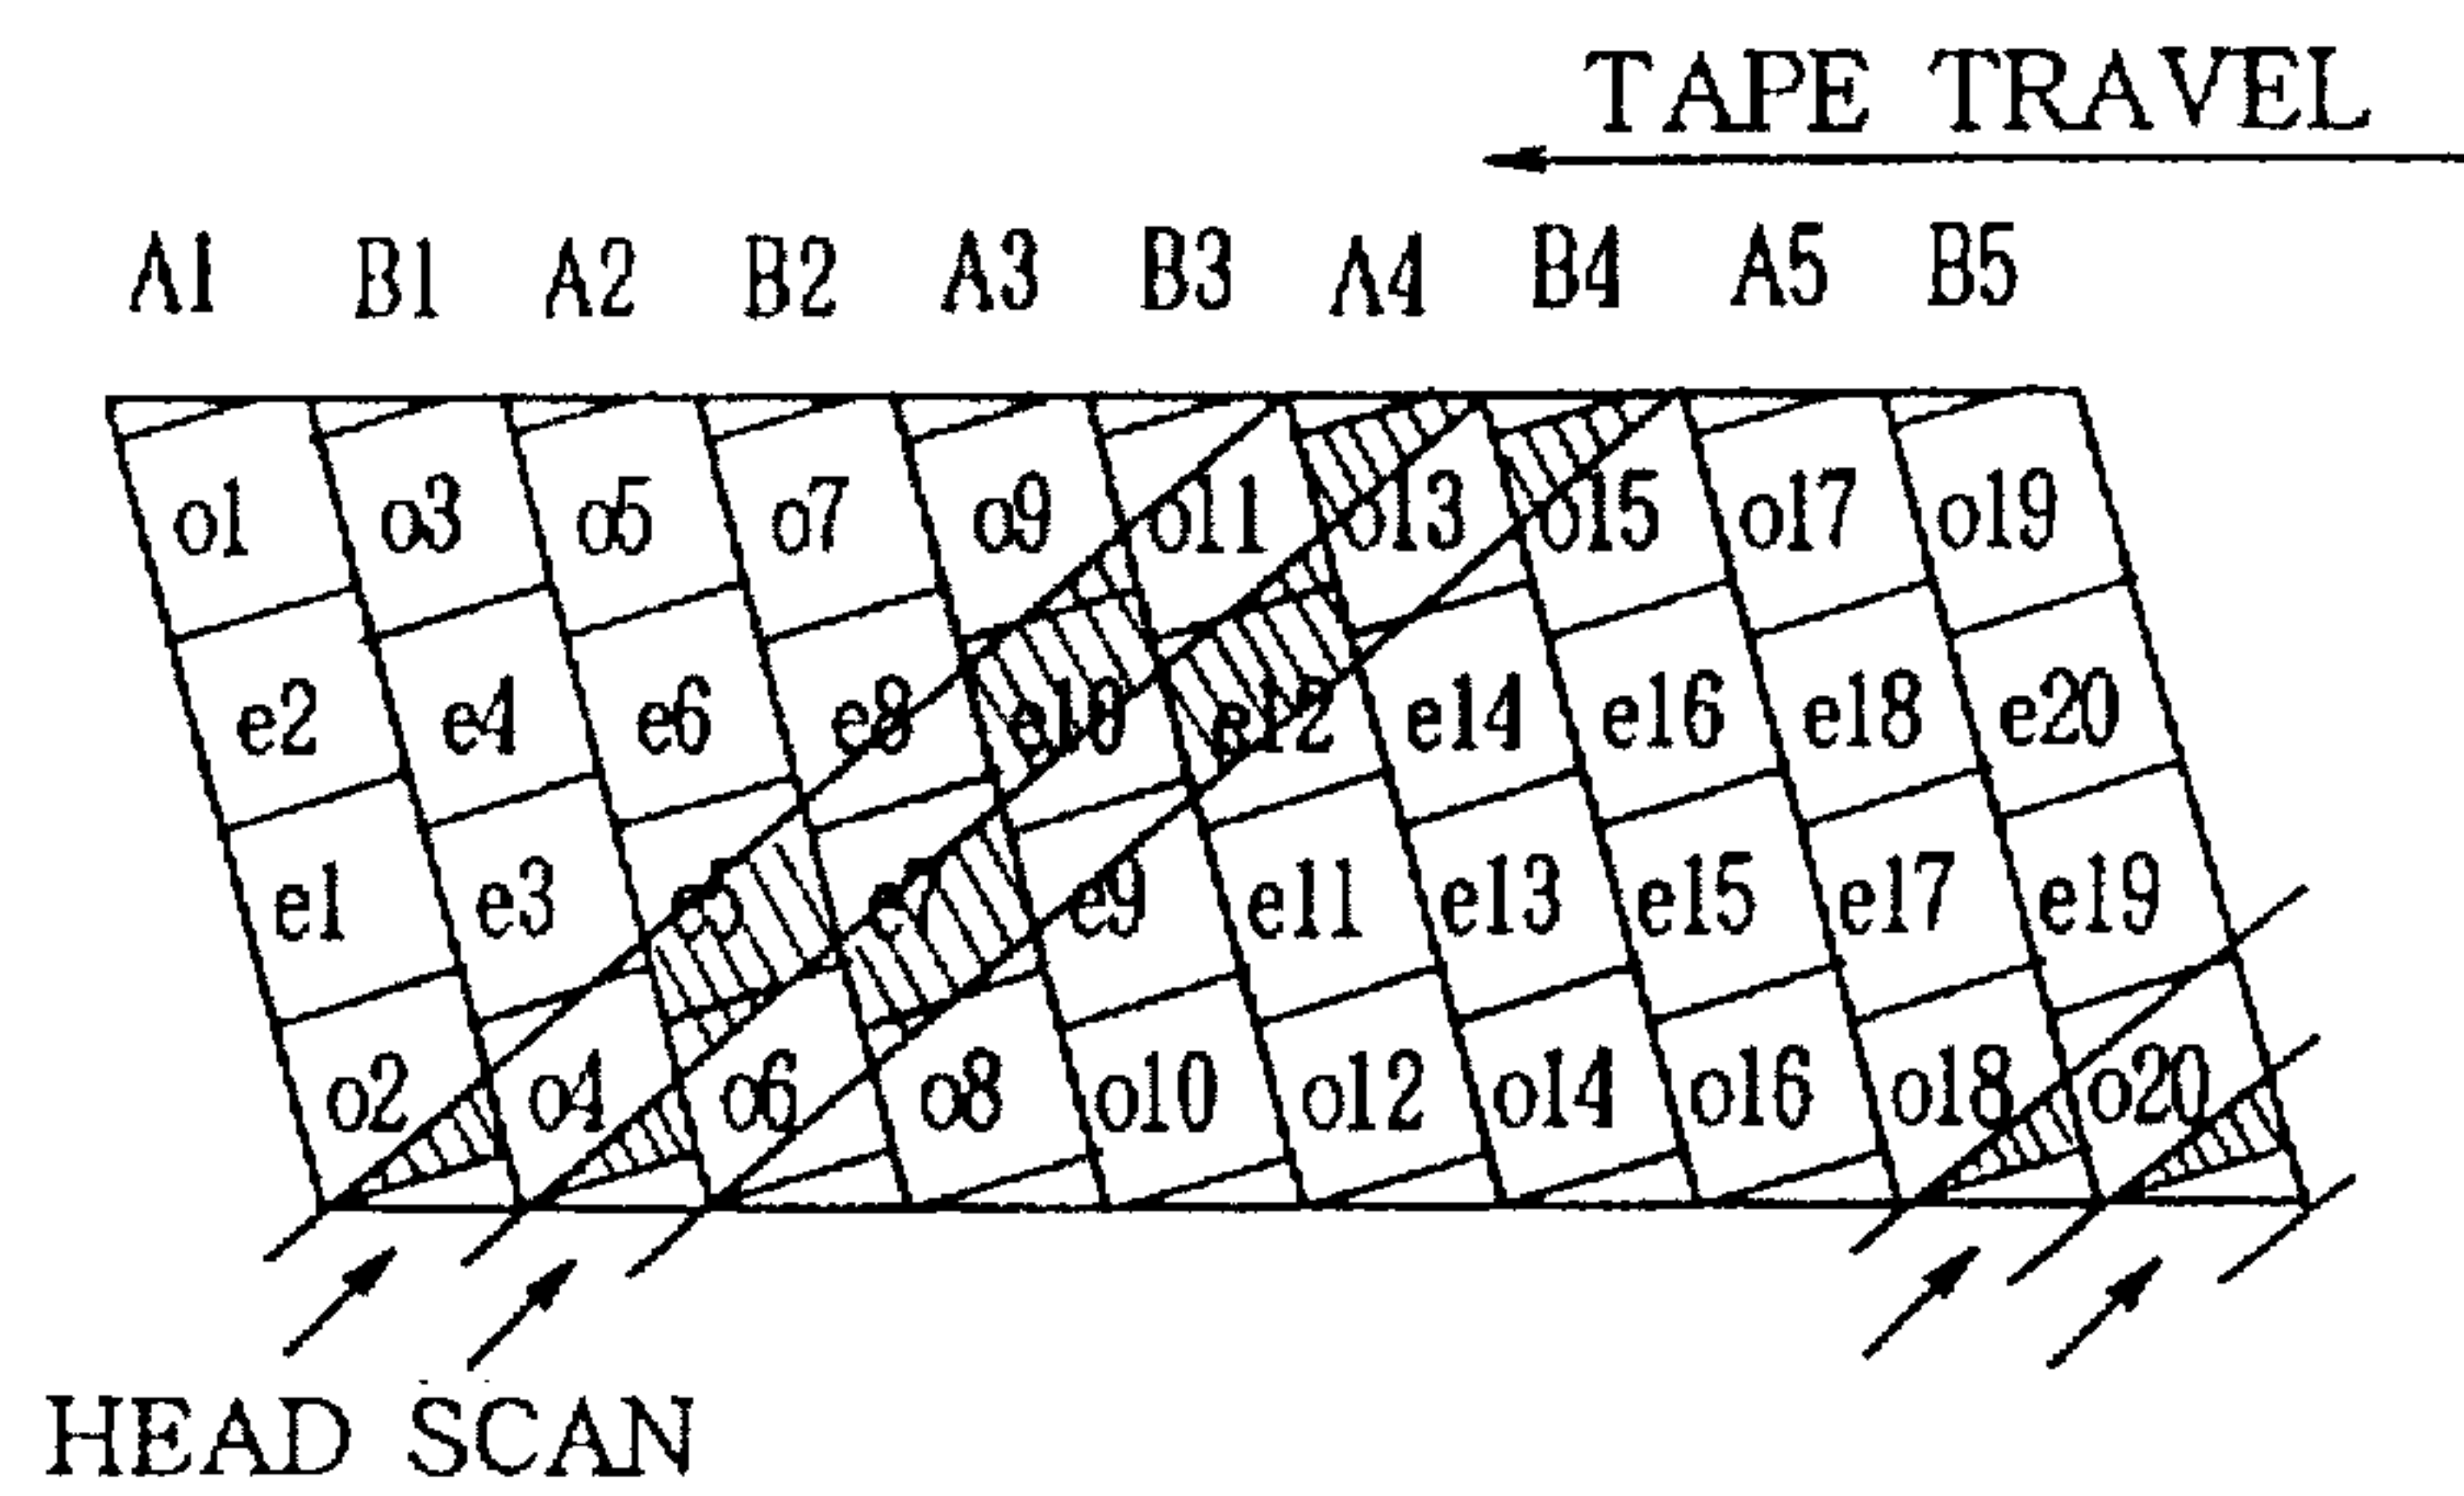 TAPE TRAVEL
A1 B1 A2 B2 A3 B3 A4 B4 A5 B5
o1 o3 o5 o7 o9 o11 o13 o15 o17 o19
e2 e4 e6 e8 e10 e12 e14 e16 e18 e20
e1 e3 e5 e7 e9 e11 e13 e15 e17 e19
o2 o4 o6 o8 o10 o12 o14 o16 o18 o20
HEAD SCAN